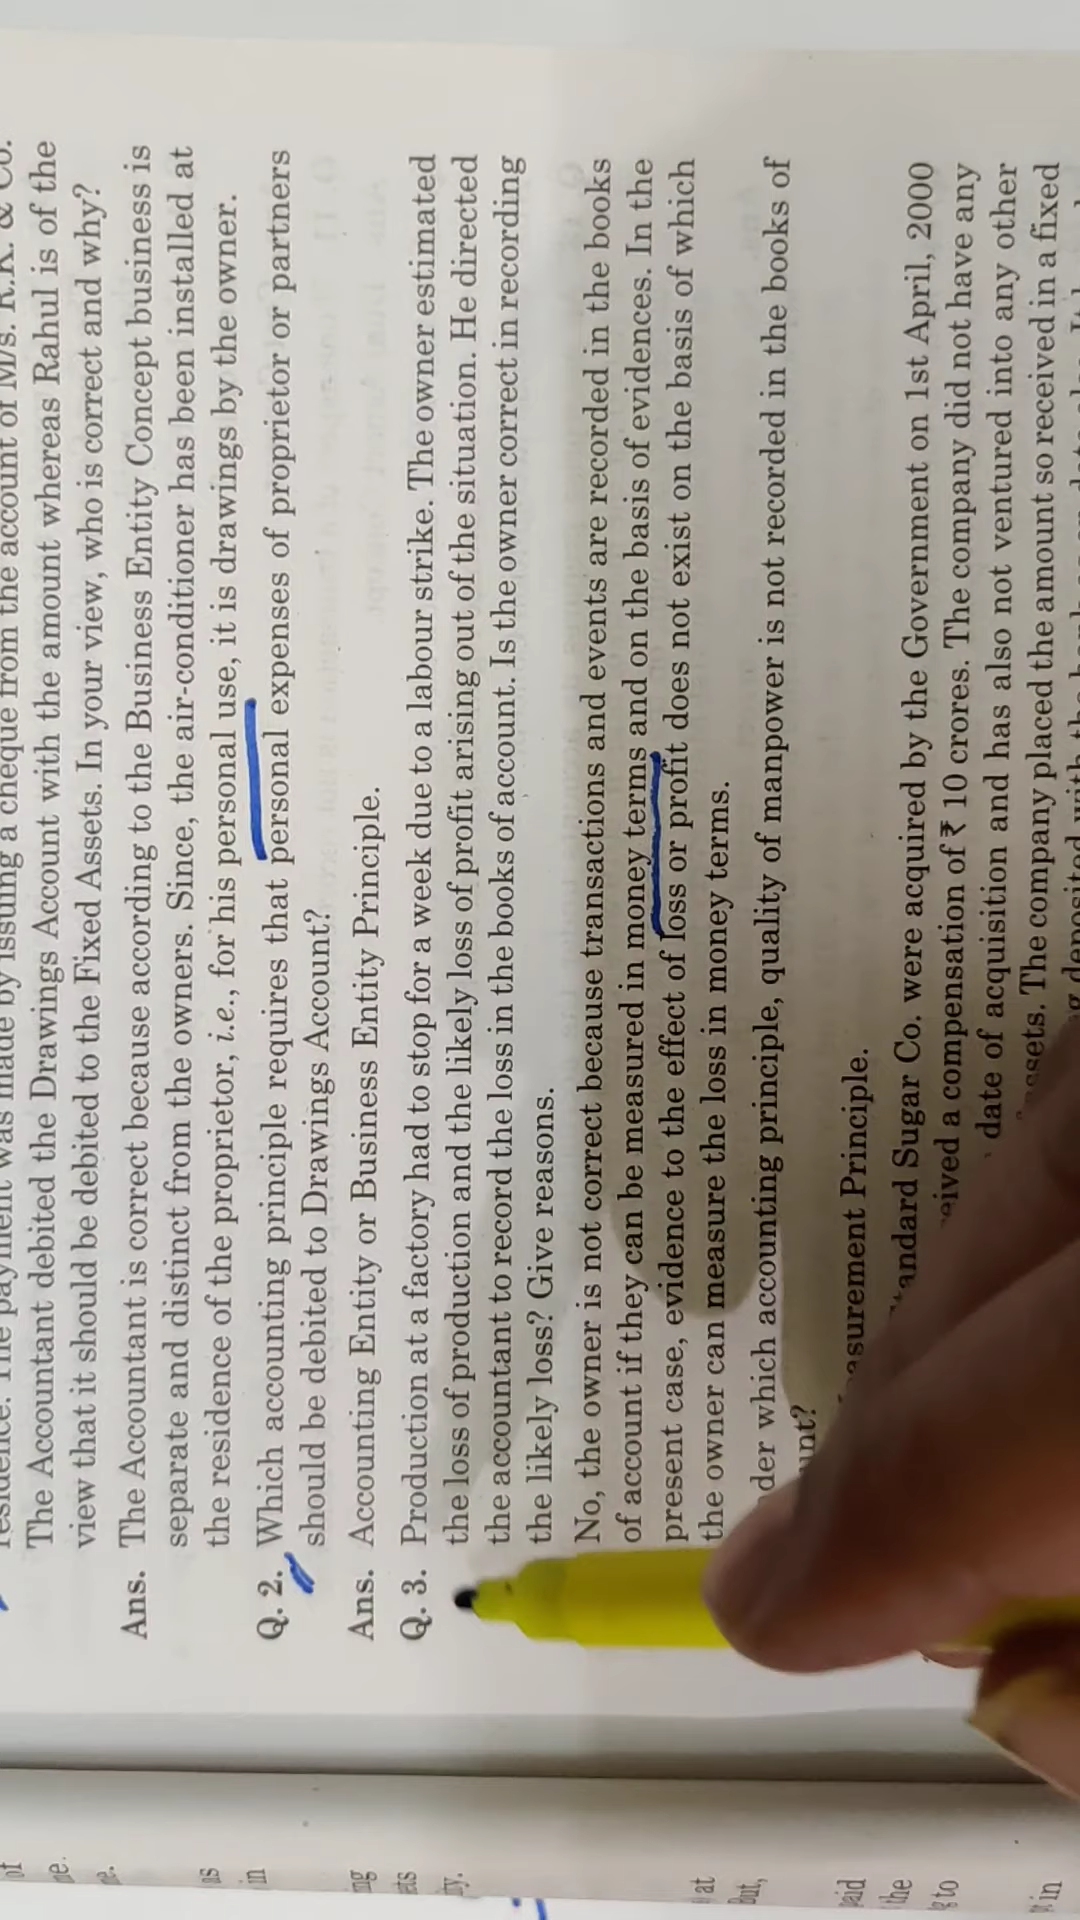 issuing a cheque from the account of M/s. R.K. & Co.
The Accountant debited the Drawings Account with the amount whereas Rahul is of the
view that it should be debited to the Fixed Assets. In your view, who is correct and why?
Ans. The Accountant is correct because according to the Business Entity Concept business is
separate and distinct from the owners. Since, the air-conditioner has been installed at
the residence of the proprietor, i.e., for his personal use, it is drawings by the owner.
Q. 2. Which accounting principle requires that personal expenses of proprietor or partners
should be debited to Drawings Account?
Ans. Accounting Entity or Business Entity Principle.
Q. 3. Production at a factory had to stop for a week due to a labour strike. The owner estimated
the loss of production and the likely loss of profit arising out of the situation. He directed
the accountant to record the loss in the books of account. Is the owner correct in recording
the likely loss? Give reasons.
No, the owner is not correct because transactions and events are recorded in the books
of account if they can be measured in money terms and on the basis of evidences. In the
present case, evidence to the effect of loss or profit does not exist on the basis of which
the owner can measure the loss in money terms.
which accounting principle, quality of manpower is not recorded in the books of
Principle.
Sugar Co. were acquired by the Government on 1st April, 2000
a compensation of ₹ 10 crores. The company did not have any
date of acquisition and has also not ventured into any other
The company placed the amount so received in a fixed
at
paid
the
in